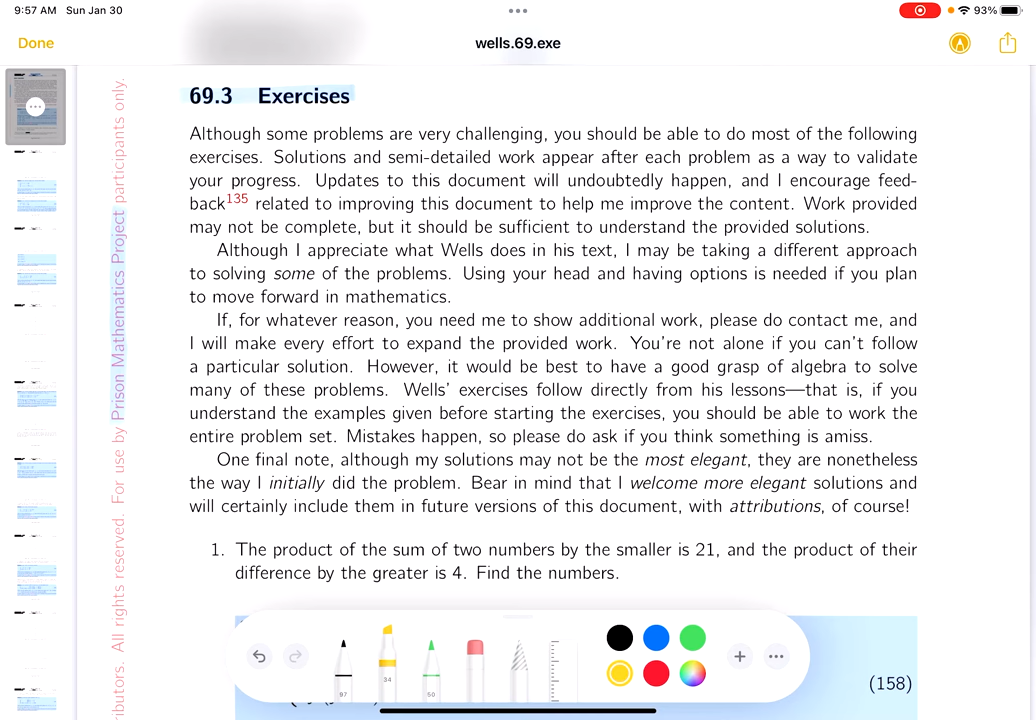 9:57 AM Sun Jan 30
93%
Done
wells.69.exe
69.3 Exercises
Although some problems are very challenging, you should be able to do most of the following
exercises. Solutions and semi-detailed work appear after each problem as a way to validate
your progress. Updates to this document will undoubtedly happen, and I encourage feed-
back135 related to improving this document to help me improve the content. Work provided
may not be complete, but it should be sufficient to understand the provided solutions.
Although I appreciate what Wells does in his text, I may be taking a different approach
to solving some of the problems. Using your head and having options is needed if you plan
to move forward in mathematics.
If, for whatever reason, you need me to show additional work, please do contact me, and
I will make every effort to expand the provided work. You're not alone if you can't follow
a particular solution. However, it would be best to have a good grasp of algebra to solve
many of these problems. Wells' exercises follow directly from his lessons—that is, if you
understand the examples given before starting the exercises, you should be able to work the
entire problem set. Mistakes happen, so please do ask if you think something is amiss.
One final note, although my solutions may not be the most elegant, they are nonetheless
the way I initially did the problem. Bear in mind that I welcome more elegant solutions and
will certainly include them in future versions of this document, with attributions, of course!
1. The product of the sum of two numbers by the smaller is 21, and the product of their
difference by the greater is 4. Find the numbers.
(158)
97
34
50
ributors. All rights reserved. For use by Prison Mathematics Project participants only.